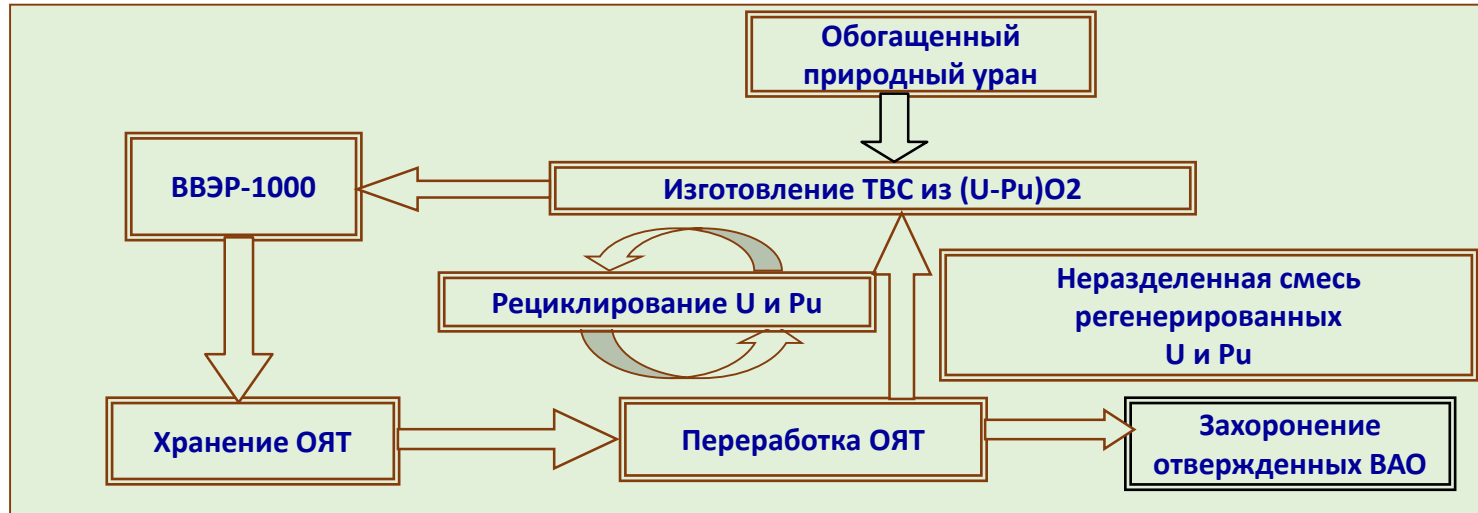 Обогащенный
природный уран
ВВЭР-1000
Изготовление ТВС из (U-Pu)O2
Рециклирование U и Pu
Неразделенная смесь
регенерированных
U и Pu
Хранение ОЯТ
Переработка ОЯТ
Захоронение
отвержденных ВАО